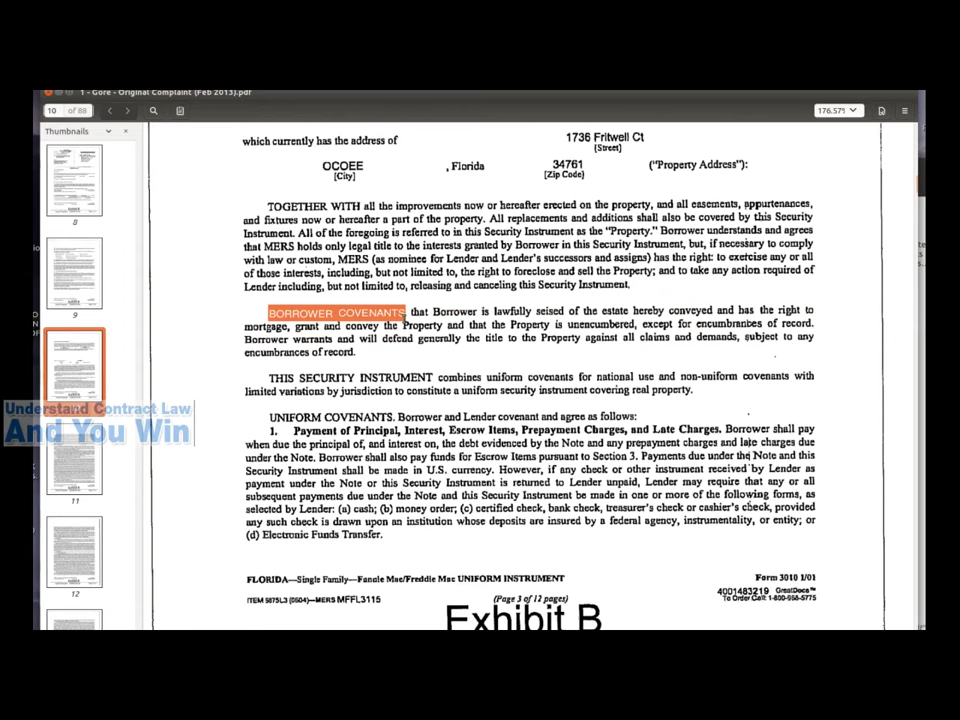 1 - Gore - Original Complaint (Feb 2013).pdf
10 of 88
176.57%
Thumbnails
8
9
11
12
Understand Contract Law
And You Win
which currently has the address of
1736 Fritwell Ct
[Street]
OCOEE , Florida 34761 ("Property Address"):
[City] [Zip Code]
TOGETHER WITH all the improvements now or hereafter erected on the property, and all easements, appurtenances,
and fixtures now or hereafter a part of the property. All replacements and additions shall also be covered by this Security
Instrument. All of the foregoing is referred to in this Security Instrument as the "Property." Borrower understands and agrees
that MERS holds only legal title to the interests granted by Borrower in this Security Instrument, but, if necessary to comply
with law or custom, MERS (as nominee for Lender and Lender's successors and assigns) has the right: to exercise any or all
of those interests, including, but not limited to, the right to foreclose and sell the Property; and to take any action required of
Lender including, but not limited to, releasing and canceling this Security Instrument.
BORROWER COVENANTS that Borrower is lawfully seised of the estate hereby conveyed and has the right to
mortgage, grant and convey the Property and that the Property is unencumbered, except for encumbrances of record.
Borrower warrants and will defend generally the title to the Property against all claims and demands, subject to any
encumbrances of record.
THIS SECURITY INSTRUMENT combines uniform covenants for national use and non-uniform covenants with
limited variations by jurisdiction to constitute a uniform security instrument covering real property.
UNIFORM COVENANTS. Borrower and Lender covenant and agree as follows:
1. Payment of Principal, Interest, Escrow Items, Prepayment Charges, and Late Charges. Borrower shall pay
when due the principal of, and interest on, the debt evidenced by the Note and any prepayment charges and late charges due
under the Note. Borrower shall also pay funds for Escrow Items pursuant to Section 3. Payments due under the Note and this
Security Instrument shall be made in U.S. currency. However, if any check or other instrument received by Lender as
payment under the Note or this Security Instrument is returned to Lender unpaid, Lender may require that any or all
subsequent payments due under the Note and this Security Instrument be made in one or more of the following forms, as
selected by Lender: (a) cash; (b) money order; (c) certified check, bank check, treasurer's check or cashier's check, provided
any such check is drawn upon an institution whose deposits are insured by a federal agency, instrumentality, or entity; or
(d) Electronic Funds Transfer.
FLORIDA—Single Family—Fannie Mae/Freddie Mac UNIFORM INSTRUMENT Form 3010 1/01
ITEM 5675L3 (0504)—MERS MFFL3115 (Page 3 of 12 pages) 4001483219 GreatDocs™
To Order Call: 1-800-968-5775
Exhibit B